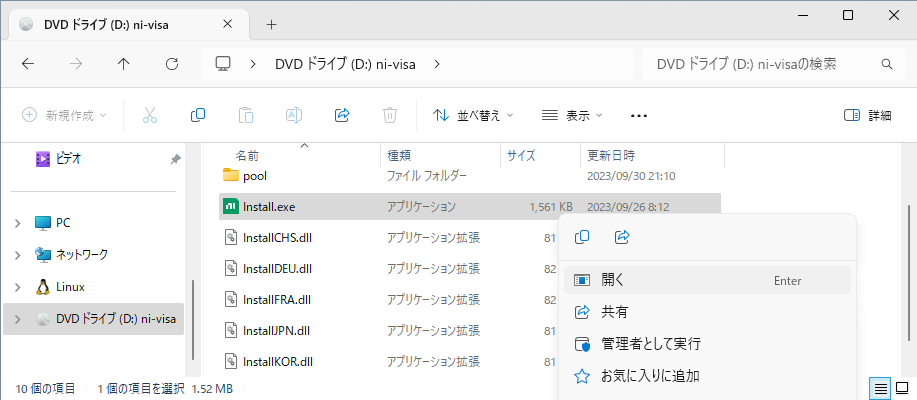 DVD ドライブ (D:) ni-visa
DVD ドライブ (D:) ni-visa
DVD ドライブ (D:) ni-visaの検索
新規作成
並べ替え
表示
詳細
ビデオ
PC
ネットワーク
Linux
DVD ドライブ (D:) ni-visa
名前 種類 サイズ 更新日時
pool ファイル フォルダー 2023/09/30 21:10
Install.exe アプリケーション 1,561 KB 2023/09/26 8:12
InstallCHS.dll アプリケーション拡張 81
InstallDEU.dll アプリケーション拡張 82
InstallFRA.dll アプリケーション拡張 82
InstallJPN.dll アプリケーション拡張 81
InstallKOR.dll アプリケーション拡張 81
開く Enter
共有
管理者として実行
お気に入りに追加
10 個の項目 1 個の項目を選択 1.52 MB